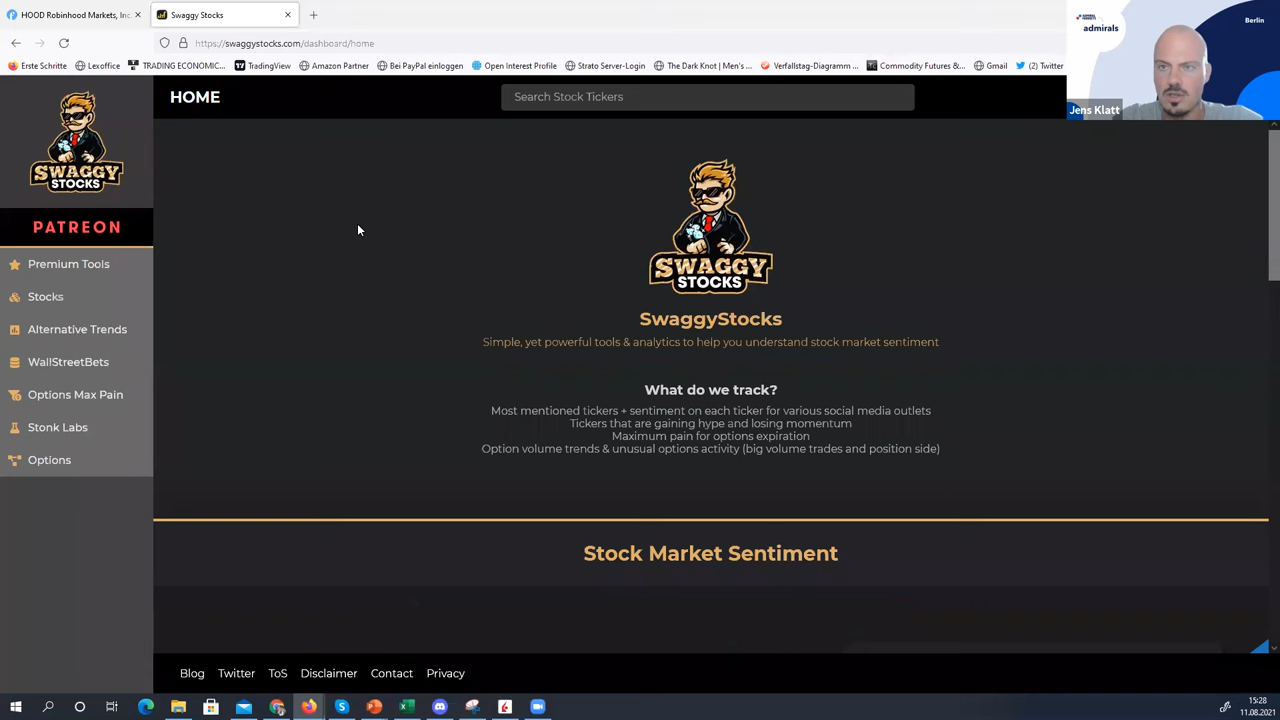 HOOD Robinhood Markets, Inc.
Swaggy Stocks
https://swaggystocks.com/dashboard/home
Erste Schritte
Lexoffice
TRADING ECONOMIC...
TradingView
Amazon Partner
Bei PayPal einloggen
Open Interest Profile
Strato Server-Login
The Dark Knot | Men's ...
Verfallstag-Diagramm ...
Commodity Futures &...
Gmail
(2) Twitter
admirals
Berlin
Jens Klatt
HOME
Search Stock Tickers
SWAGGY
STOCKS
PATREON
Premium Tools
Stocks
Alternative Trends
WallStreetBets
Options Max Pain
Stonk Labs
Options
SWAGGY
STOCKS
SwaggyStocks
Simple, yet powerful tools & analytics to help you understand stock market sentiment
What do we track?
Most mentioned tickers + sentiment on each ticker for various social media outlets
Tickers that are gaining hype and losing momentum
Maximum pain for options expiration
Option volume trends & unusual options activity (big volume trades and position side)
Stock Market Sentiment
Blog
Twitter
ToS
Disclaimer
Contact
Privacy
15:28
11.08.2021